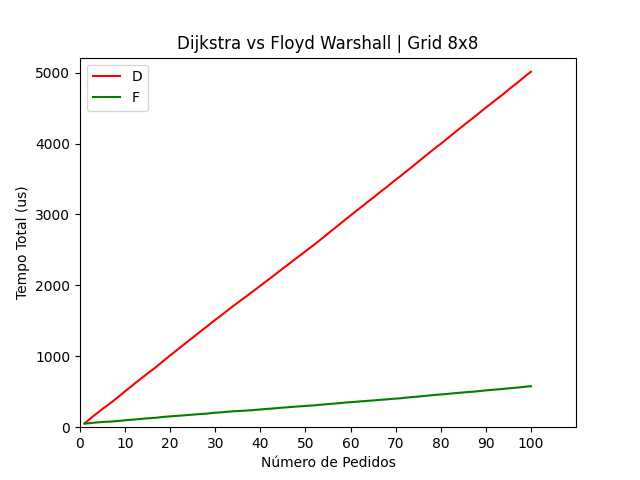 Dijkstra vs Floyd Warshall | Grid 8x8
D
F
Tempo Total (us)
5000
4000
3000
2000
1000
0
0 10 20 30 40 50 60 70 80 90 100
Número de Pedidos